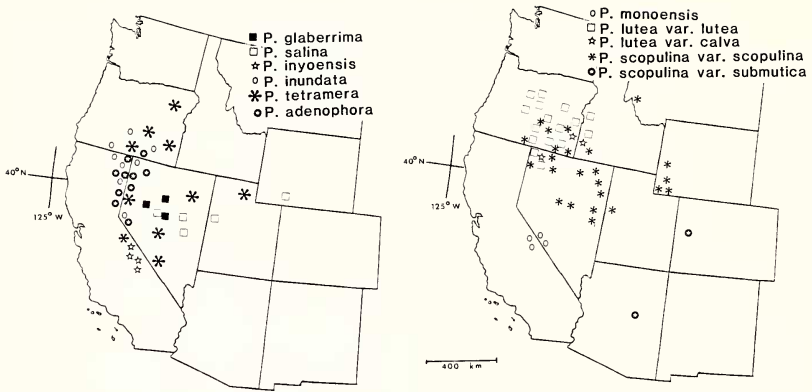 P. glaberrima
P. salina
P. inyoensis
P. inundata
P. tetramera
P. adenophora
40°N
125°W
P. monoensis
P. lutea var. lutea
P. lutea var. calva
P. scopulina var. scopulina
P. scopulina var. submutica
40°N
125°W
400 km